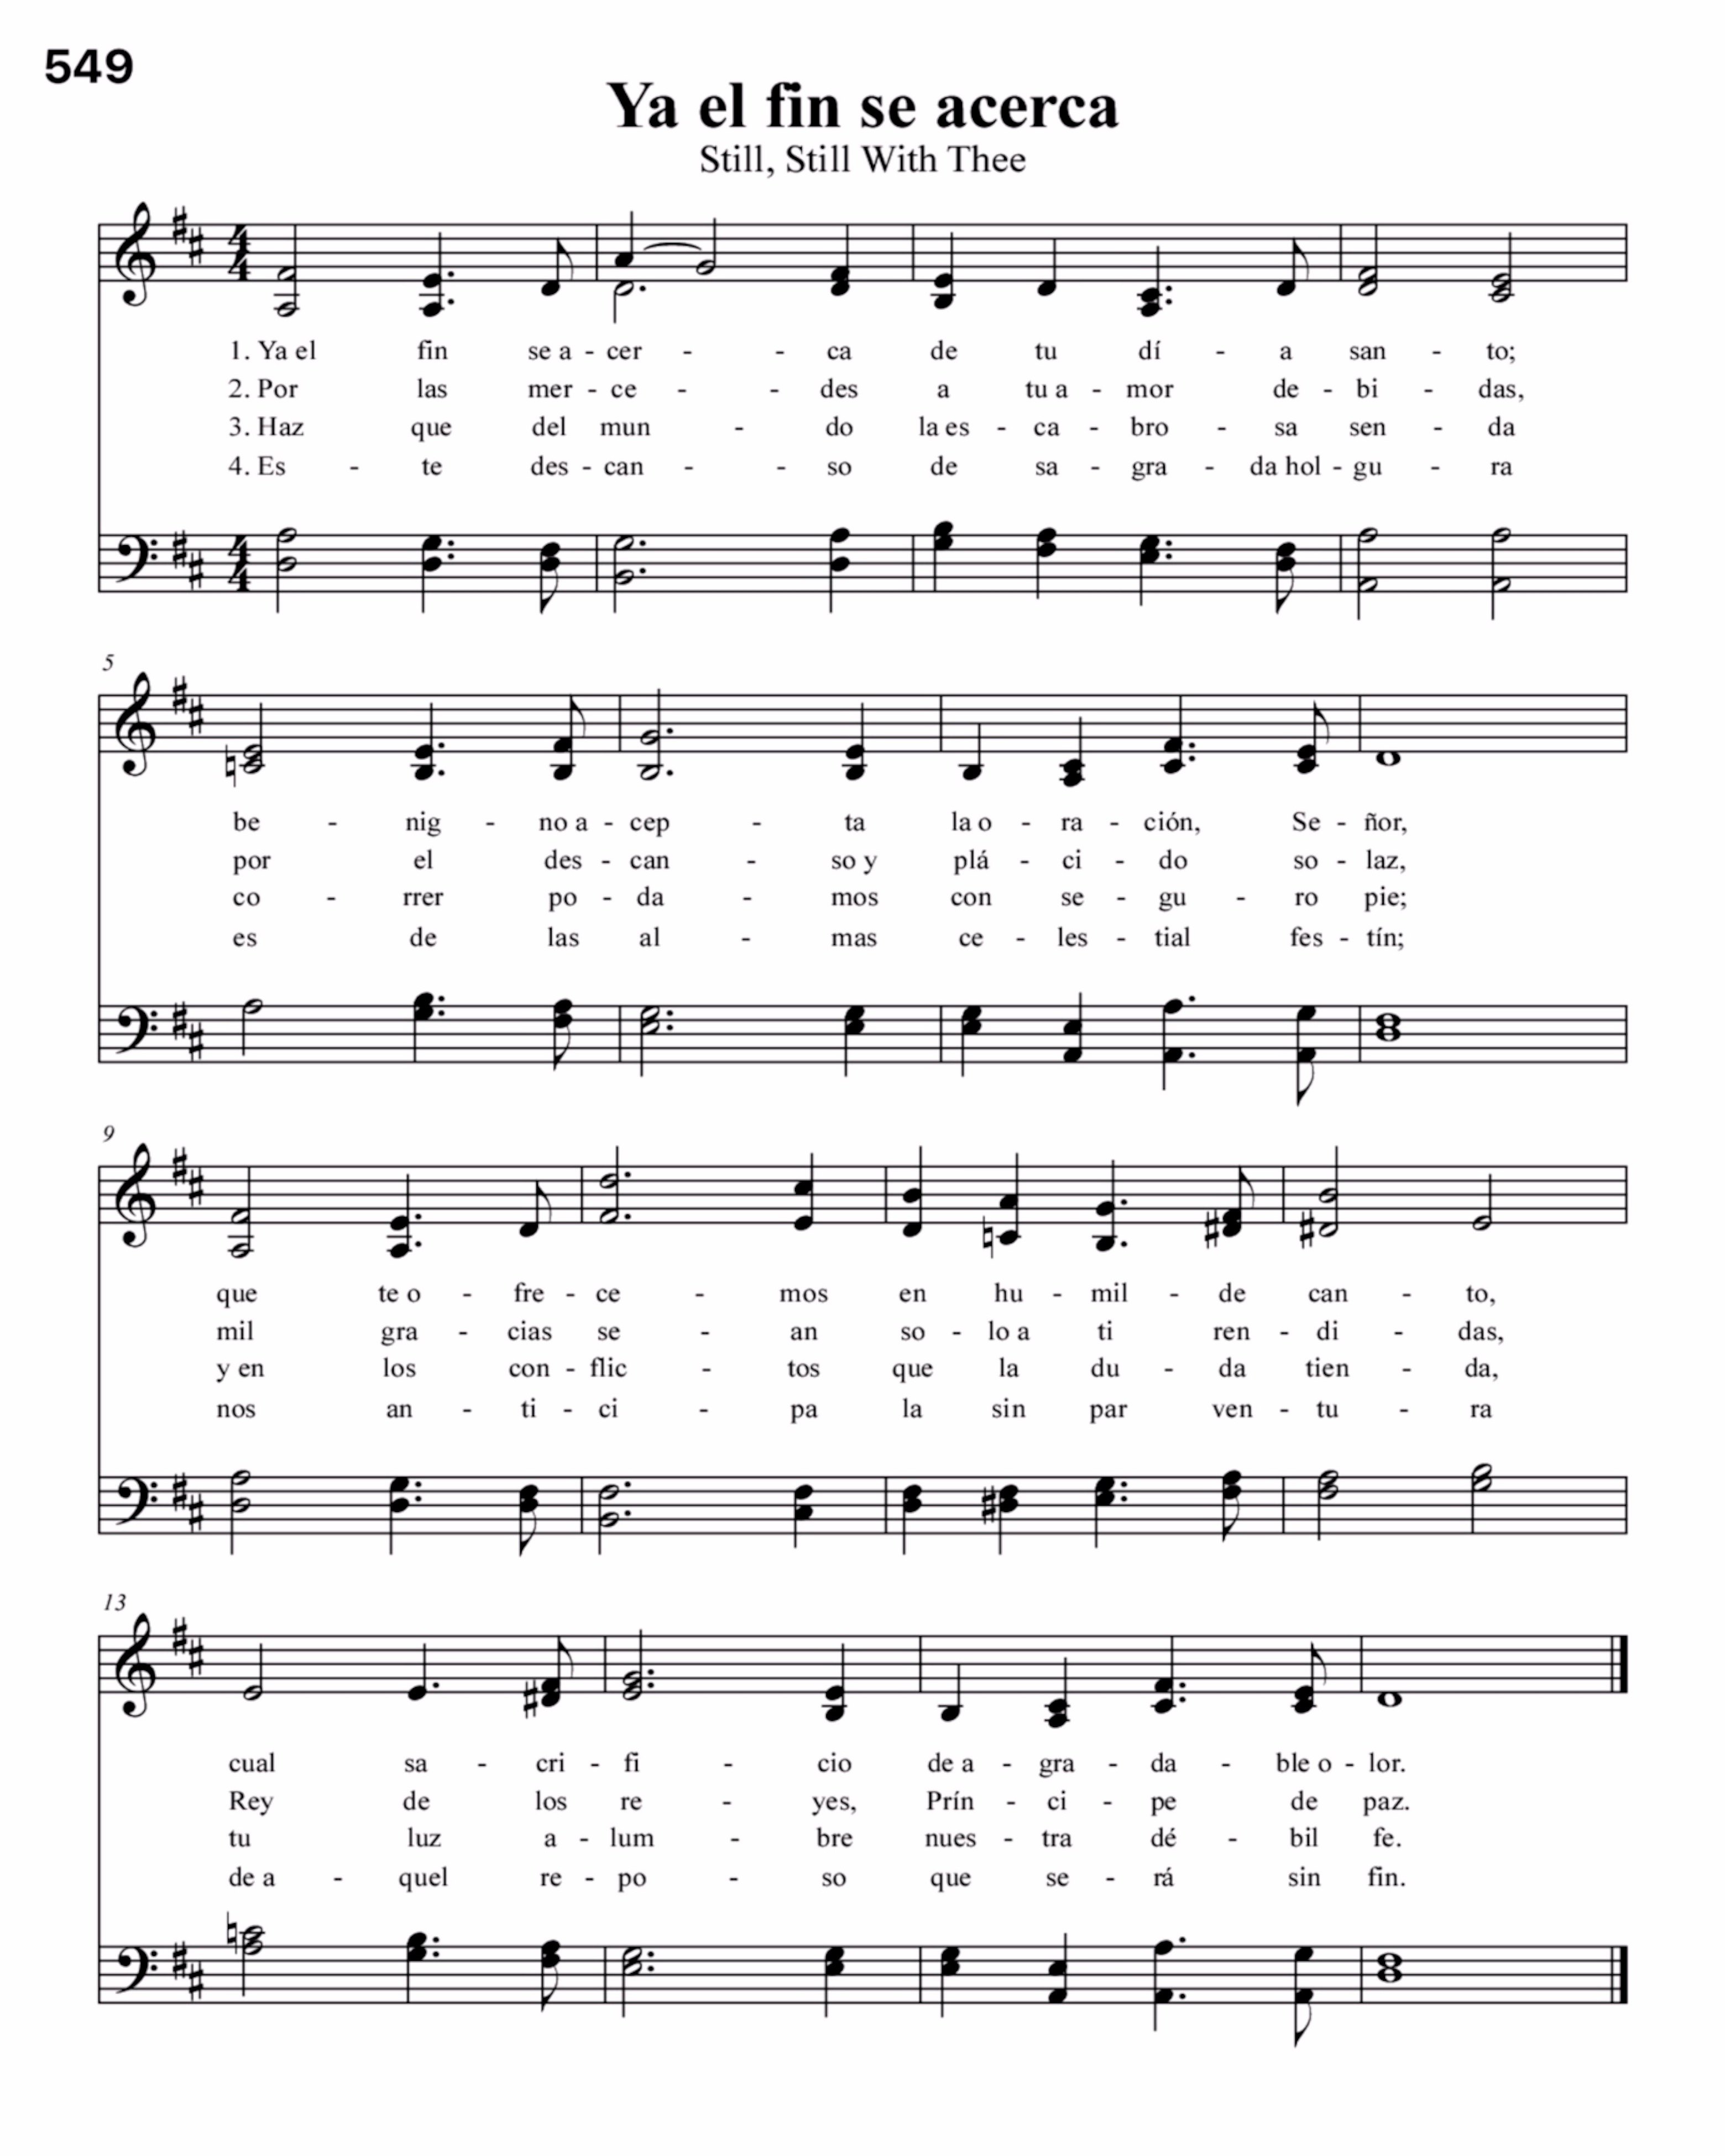 549
Ya el fin se acerca
Still, Still With Thee
1. Ya el fin se a - cer - - ca de tu dí - a san - to;
2. Por las mer - ce - - des a tu a - mor de - bi - das,
3. Haz que del mun - do la es - ca - bro - sa sen - da
4. Es - te des - can - - so de sa - gra - da hol - gu - ra
5
be - nig - no a - cep - ta la o - ra - ción, Se - ñor,
por el des - can - so y plá - ci - do so - laz,
co - rrer po - da - mos con se - gu - ro pie;
es de las al - mas ce - les - tial fes - tín;
9
que te o - fre - ce - mos en hu - mil - de can - to,
mil gra - cias se - an so - lo a ti ren - di - das,
y en los con - flic - tos que la du - da tien - da,
nos an - ti - ci - pa la sin par ven - tu - ra
13
cual sa - cri - fi - cio de a - gra - da - ble o - lor.
Rey de los re - yes, Prín - ci - pe de paz.
tu luz a - lum - bre nues - tra dé - bil fe.
de a - quel re - po - so que se - rá sin fin.